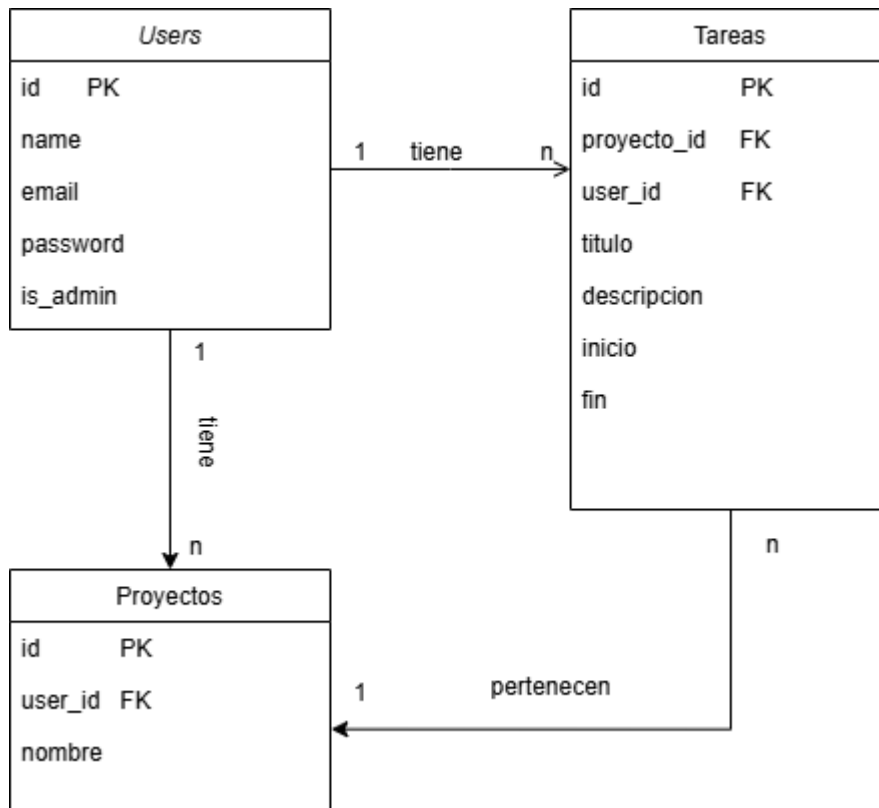 Users
id PK
name
email
password
is_admin
1 tiene n
Tareas
id PK
proyecto_id FK
user_id FK
titulo
descripcion
inicio
fin
1
tiene
n
n
Proyectos
id PK
user_id FK
nombre
1 pertenecen